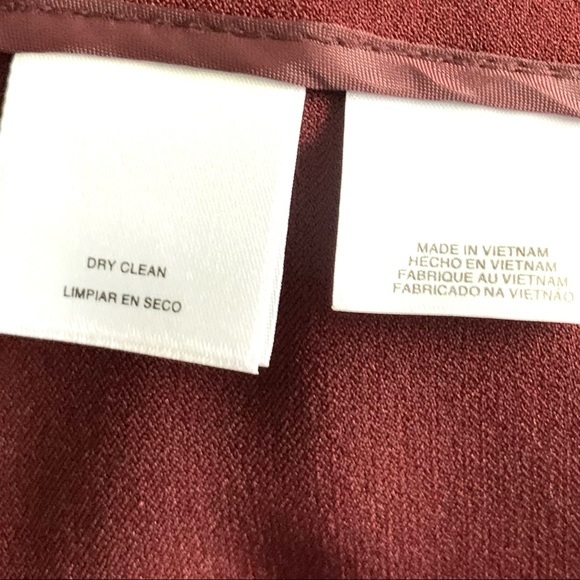 DRY CLEAN
LIMPIAR EN SECO
MADE IN VIETNAM
HECHO EN VIETNAM
FABRIQUE AU VIETNAM
FABRICADO NA VIETNAO